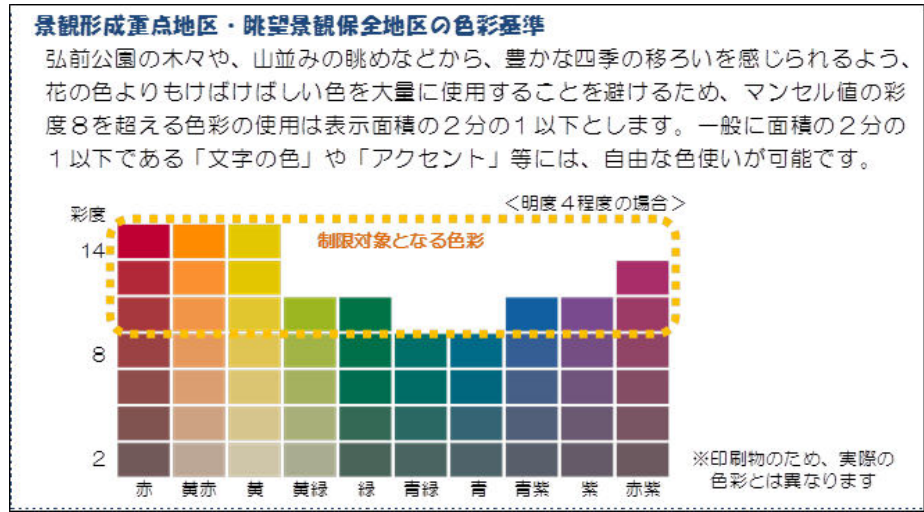 景観形成重点地区・眺望景観保全地区の色彩基準
弘前公園の木々や、山並みの眺めなどから、豊かな四季の移ろいを感じられるよう、
花の色よりもけばけばしい色を大量に使用することを避けるため、マンセル値の彩
度８を超える色彩の使用は表示面積の２分の１以下とします。一般に面積の２分の
１以下である「文字の色」や「アクセント」等には、自由な色使いが可能です。
＜明度４程度の場合＞
彩度
制限対象となる色彩
14
8
2
赤 黄赤 黄 黄緑 緑 青緑 青 青紫 紫 赤紫
※印刷物のため、実際の
色彩とは異なります